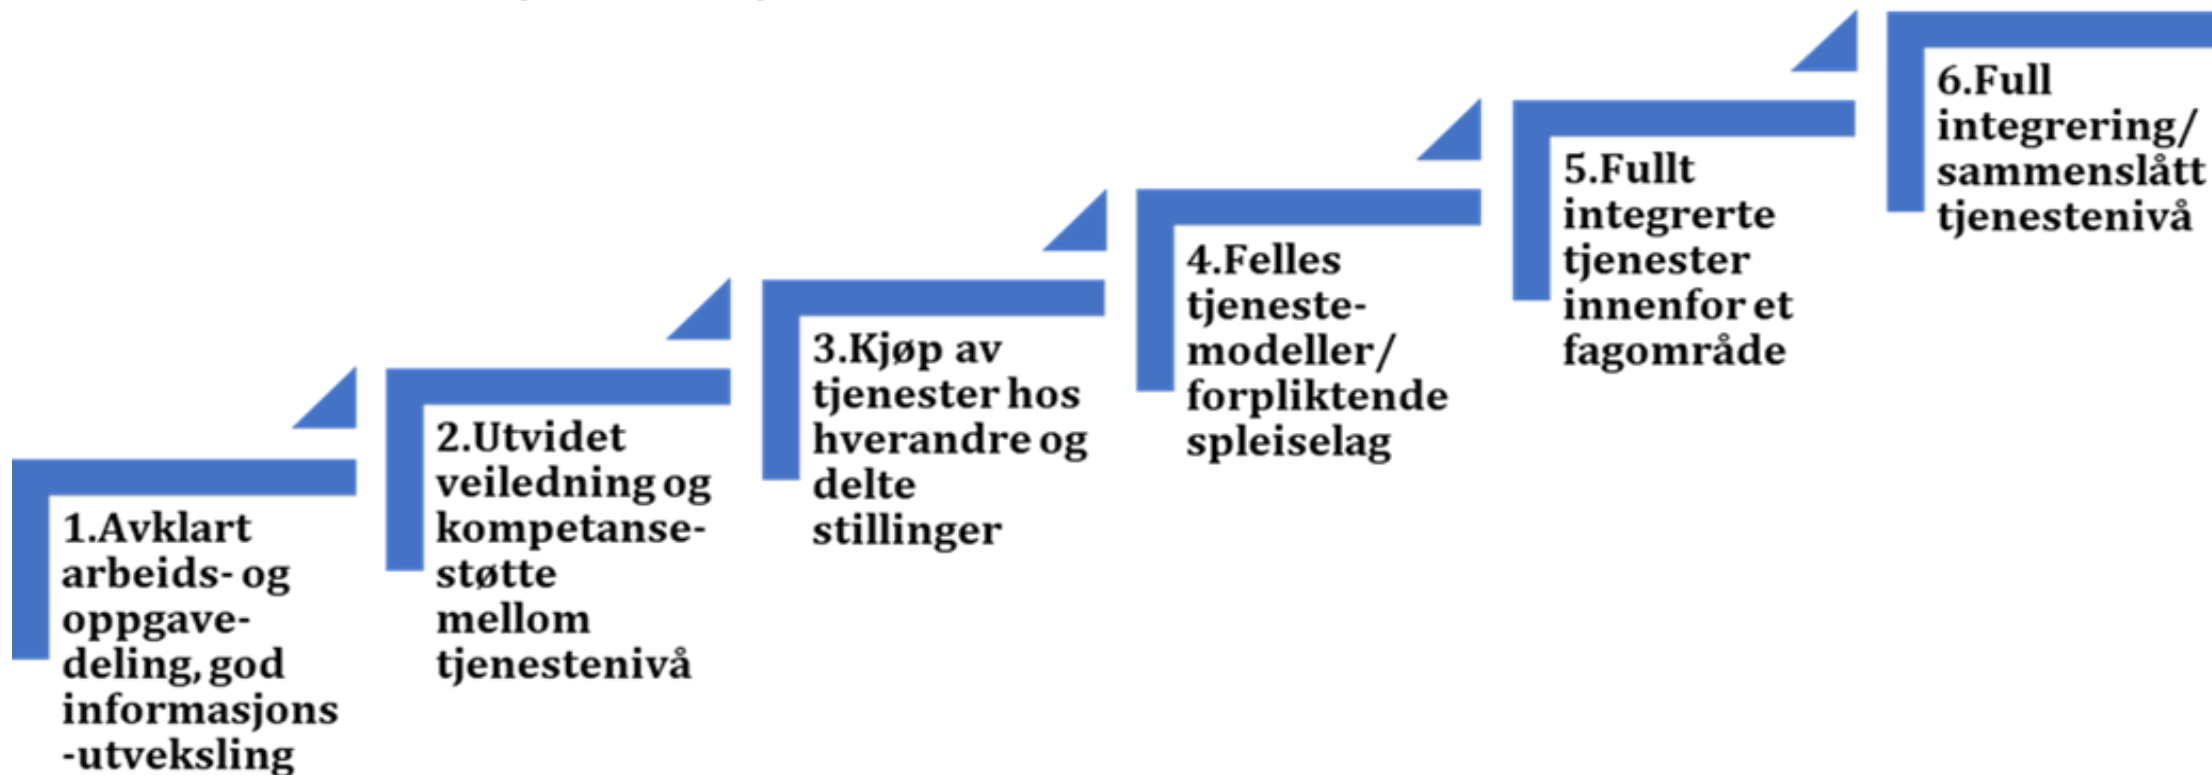 1.Avklart
arbeids- og
oppgave-
deling, god
informasjons
-utveksling
2.Utvidet
veiledning og
kompetanse-
støtte
mellom
tjenestenivå
3.Kjøp av
tjenester hos
hverandre og
delte
stillinger
4.Felles
tjeneste-
modeller/
forpliktende
spleiselag
5.Fullt
integrerte
tjenester
innenfor et
fagområde
6.Full
integrering/
sammenslått
tjenestenivå